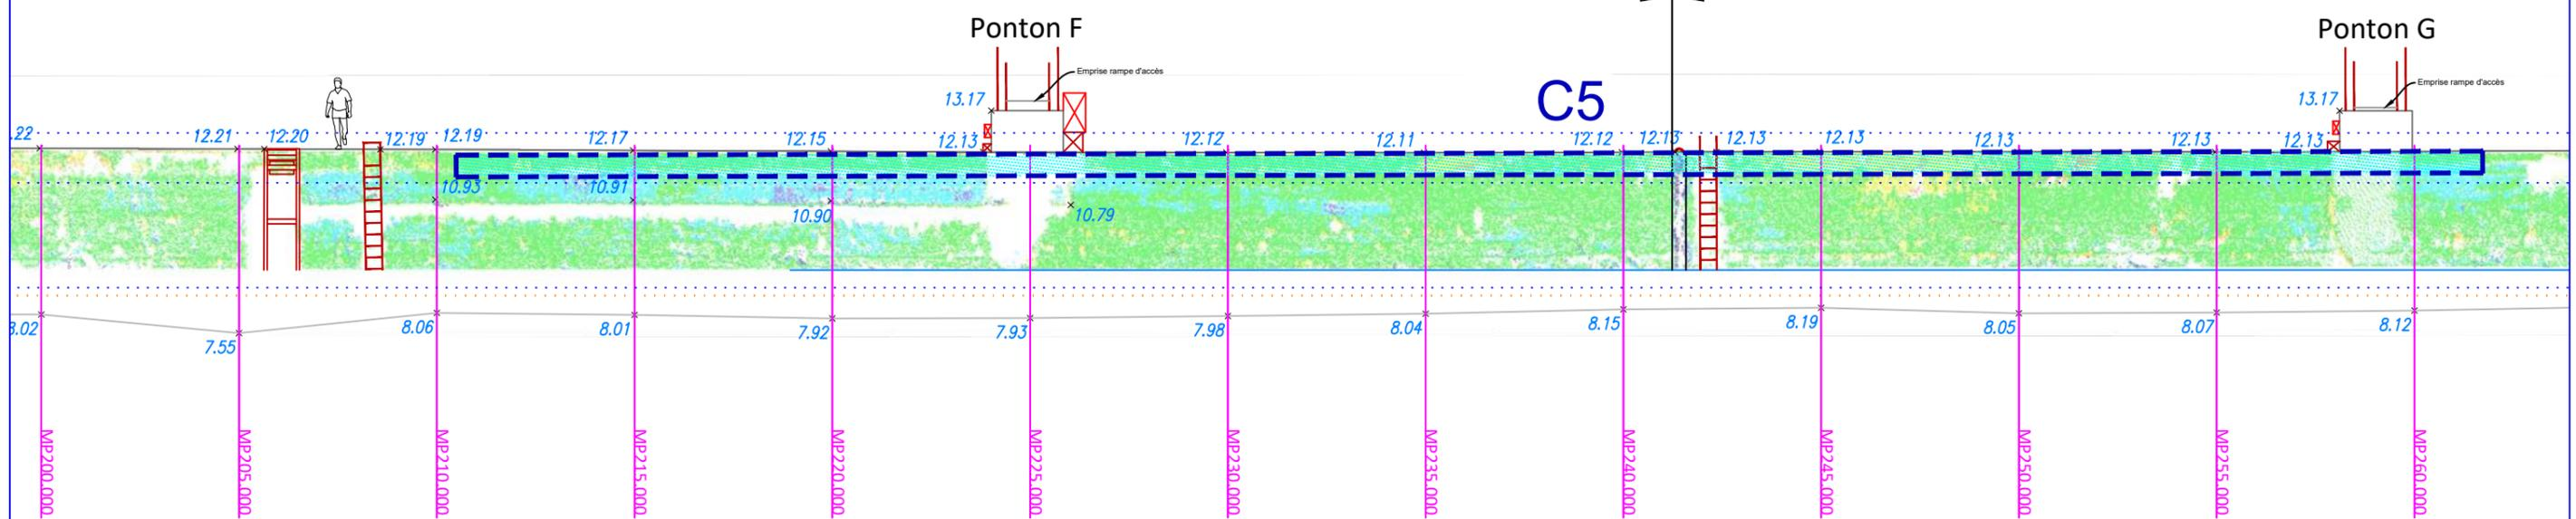 Ponton F
Ponton G
Emprise rampe d'accès
Emprise rampe d'accès
C5
13.17
13.17
.22
12.21
12.20
12.19
12.19
12.17
12.15
12.13
12.12
12.11
12.12
12.13
12.13
12.13
12.13
12.13
12.13
10.93
10.91
10.90
10.79
8.02
7.55
8.06
8.01
7.92
7.93
7.98
8.04
8.15
8.19
8.05
8.07
8.12
MP200.000
MP205.000
MP210.000
MP215.000
MP220.000
MP225.000
MP230.000
MP235.000
MP240.000
MP245.000
MP250.000
MP255.000
MP260.000